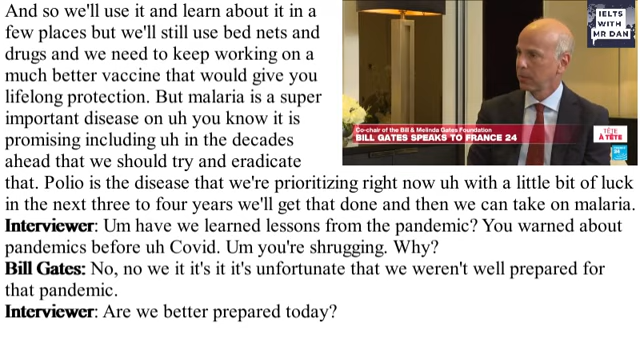 And so we'll use it and learn about it in a
few places but we'll still use bed nets and
drugs and we need to keep working on a
much better vaccine that would give you
lifelong protection. But malaria is a super
important disease on uh you know it is
promising including uh in the decades
ahead that we should try and eradicate
that. Polio is the disease that we're prioritizing right now uh with a little bit of luck
in the next three to four years we'll get that done and then we can take on malaria.
Interviewer: Um have we learned lessons from the pandemic? You warned about
pandemics before uh Covid. Um you're shrugging. Why?
Bill Gates: No, no we it it's it it's unfortunate that we weren't well prepared for
that pandemic.
Interviewer: Are we better prepared today?
IELTS
WITH
MR DAN
Co-chair of the Bill & Melinda Gates Foundation
BILL GATES SPEAKS TO FRANCE 24
TÊTE
À TÊTE